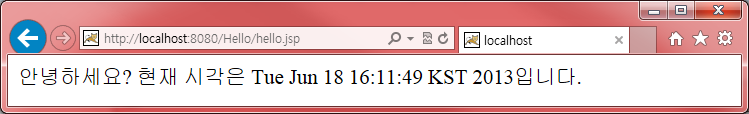 http://localhost:8080/Hello/hello.jsp
localhost
안녕하세요? 현재 시각은 Tue Jun 18 16:11:49 KST 2013입니다.